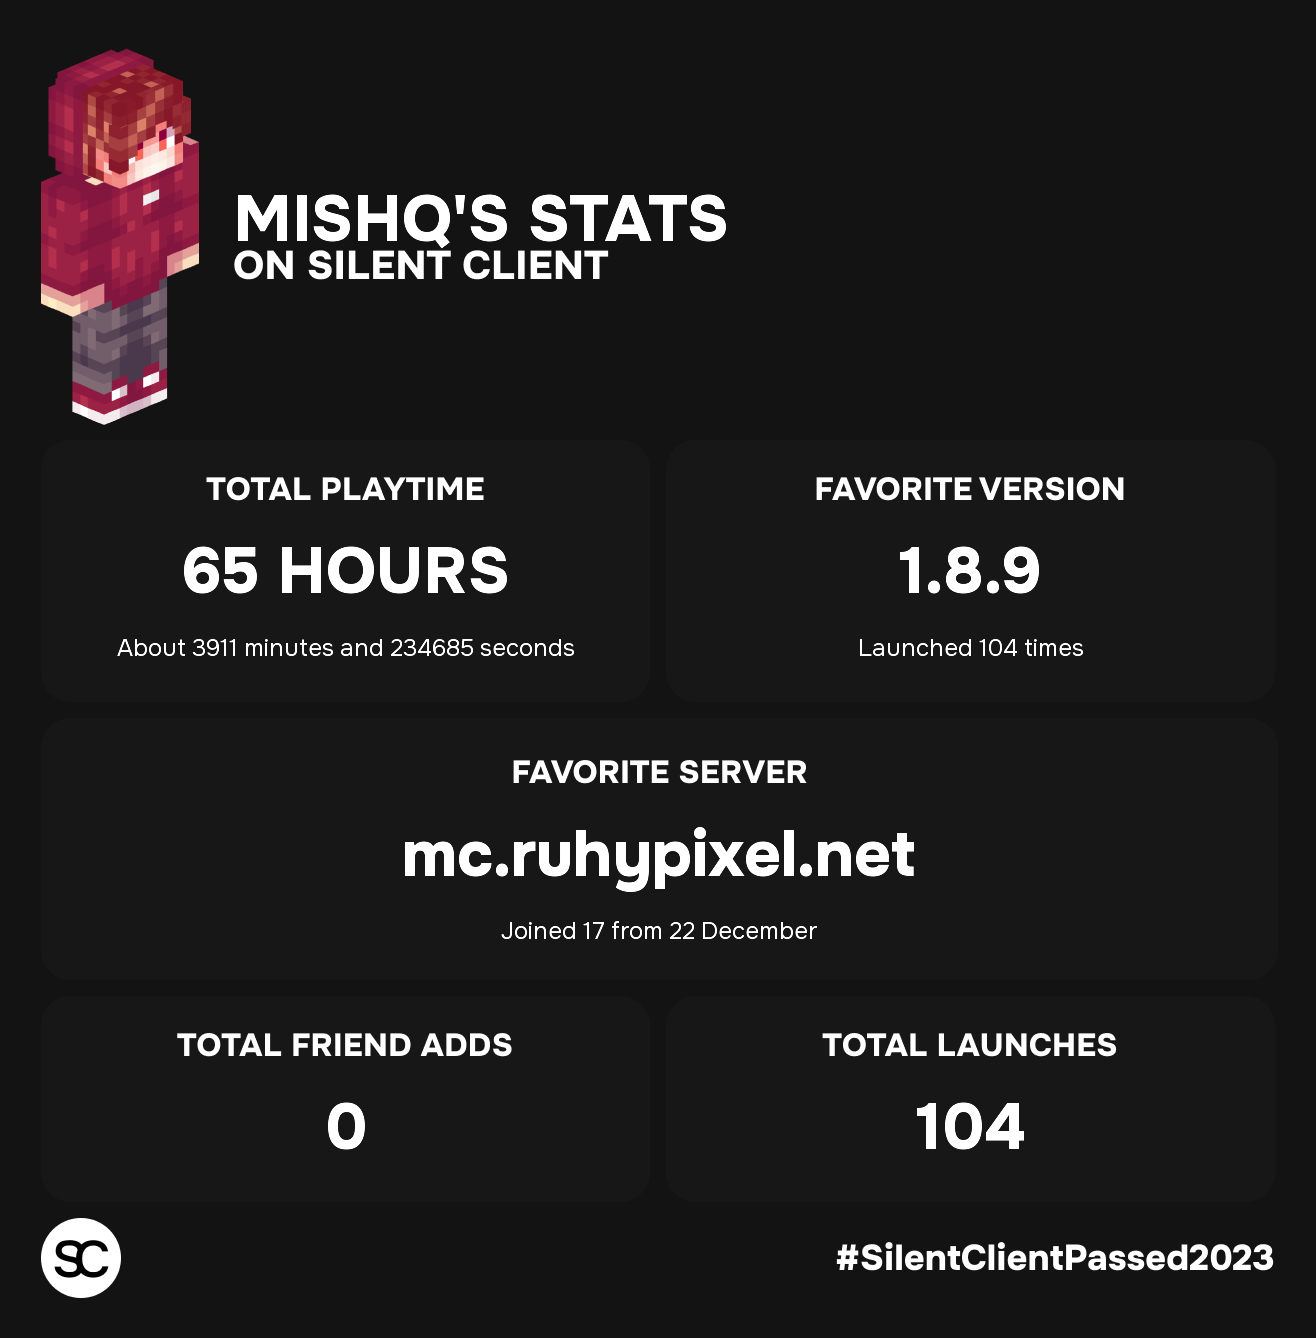 MISHQ'S STATS
ON SILENT CLIENT
TOTAL PLAYTIME
65 HOURS
About 3911 minutes and 234685 seconds
FAVORITE VERSION
1.8.9
Launched 104 times
FAVORITE SERVER
mc.ruhypixel.net
Joined 17 from 22 December
TOTAL FRIEND ADDS
0
TOTAL LAUNCHES
104
SC
#SilentClientPassed2023